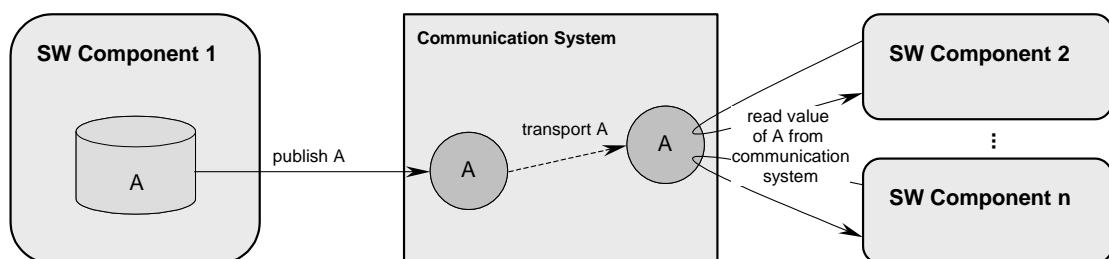 SW Component 1
A
publish A
Communication System
A
transport A
A
read value
of A from
communication
system
SW Component 2
⋮
SW Component n